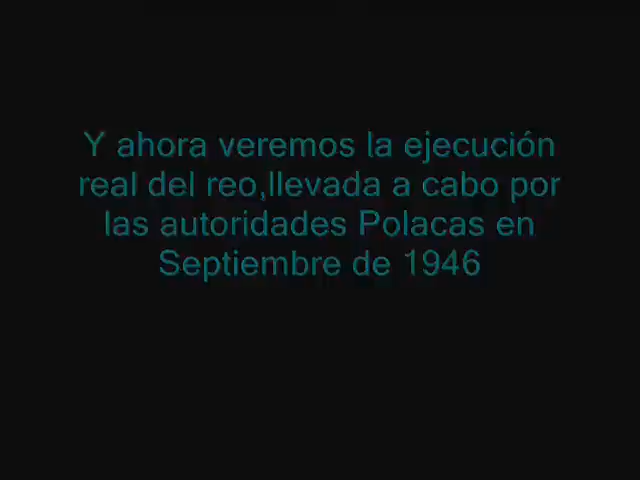 Y ahora veremos la ejecución
real del reo,llevada a cabo por
las autoridades Polacas en
Septiembre de 1946